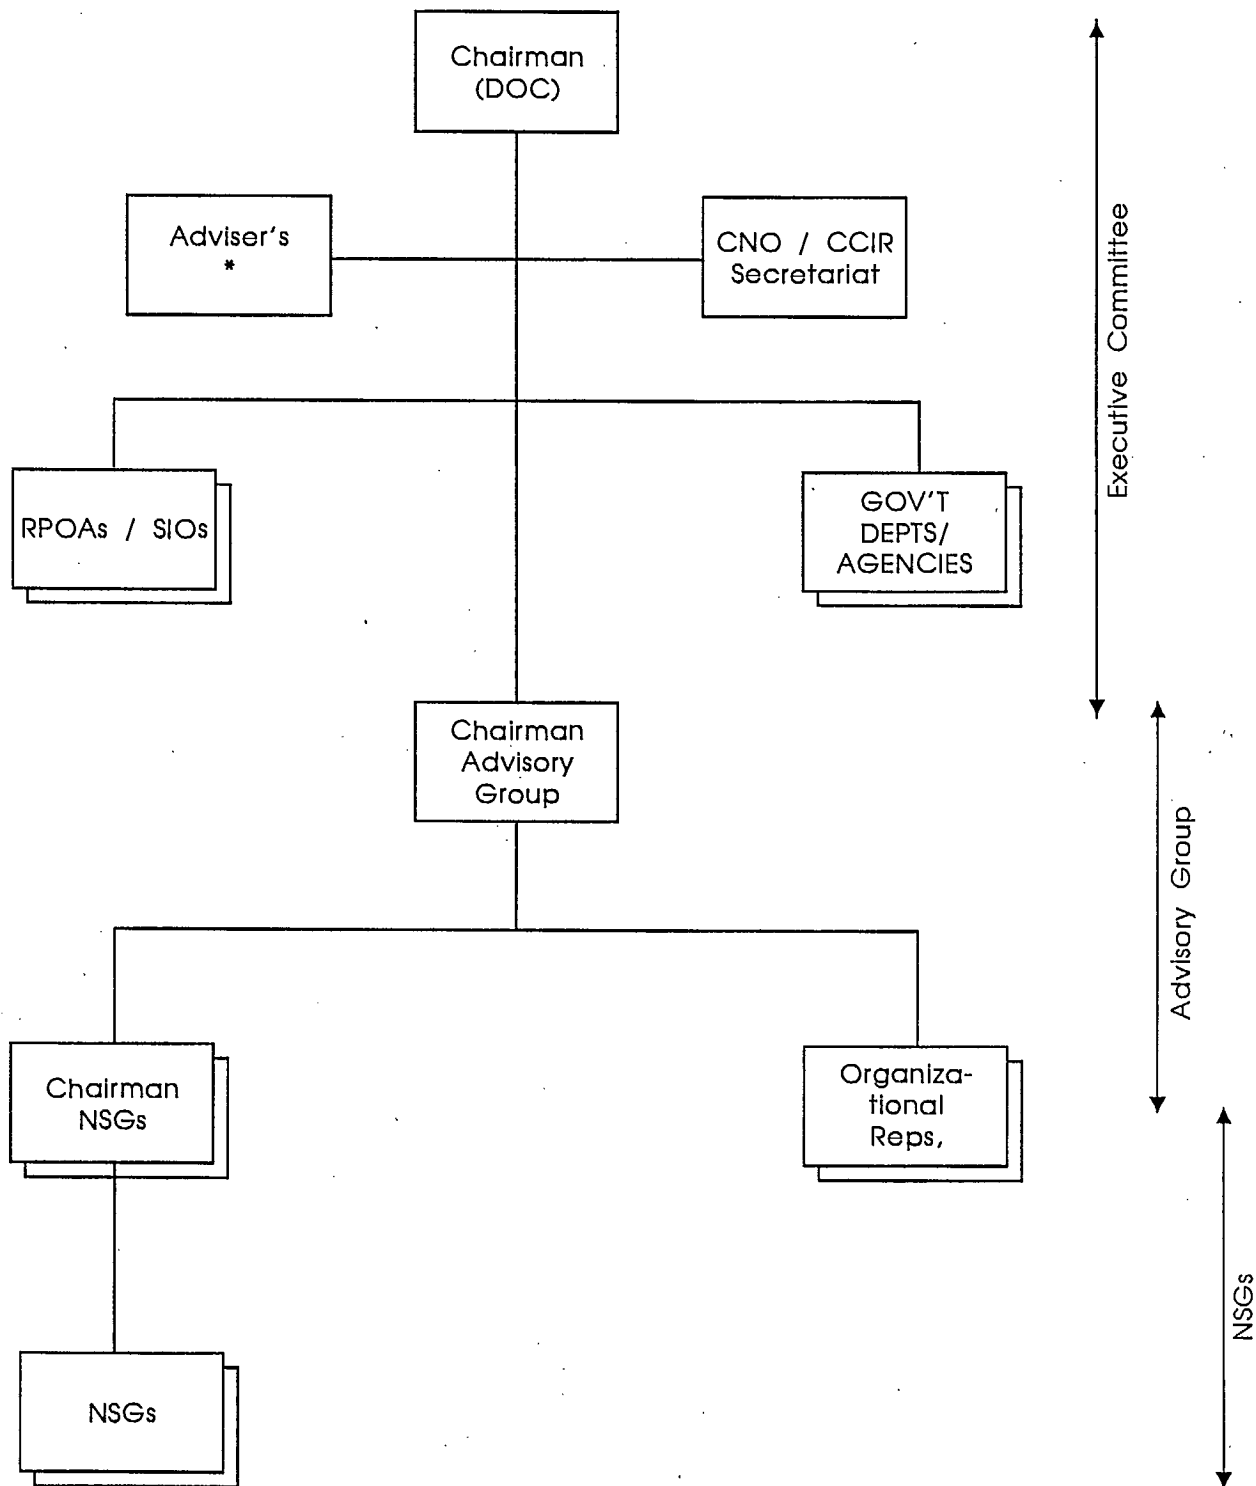 Chairman
(DOC)
Adviser's
*
CNO / CCIR
Secretariat
RPOAs / SIOs
GOV'T
DEPTS/
AGENCIES
Executive Committee
Chairman
Advisory
Group
Advisory Group
Chairman
NSGs
Organiza-
tional
Reps,
NSGs
NSGs